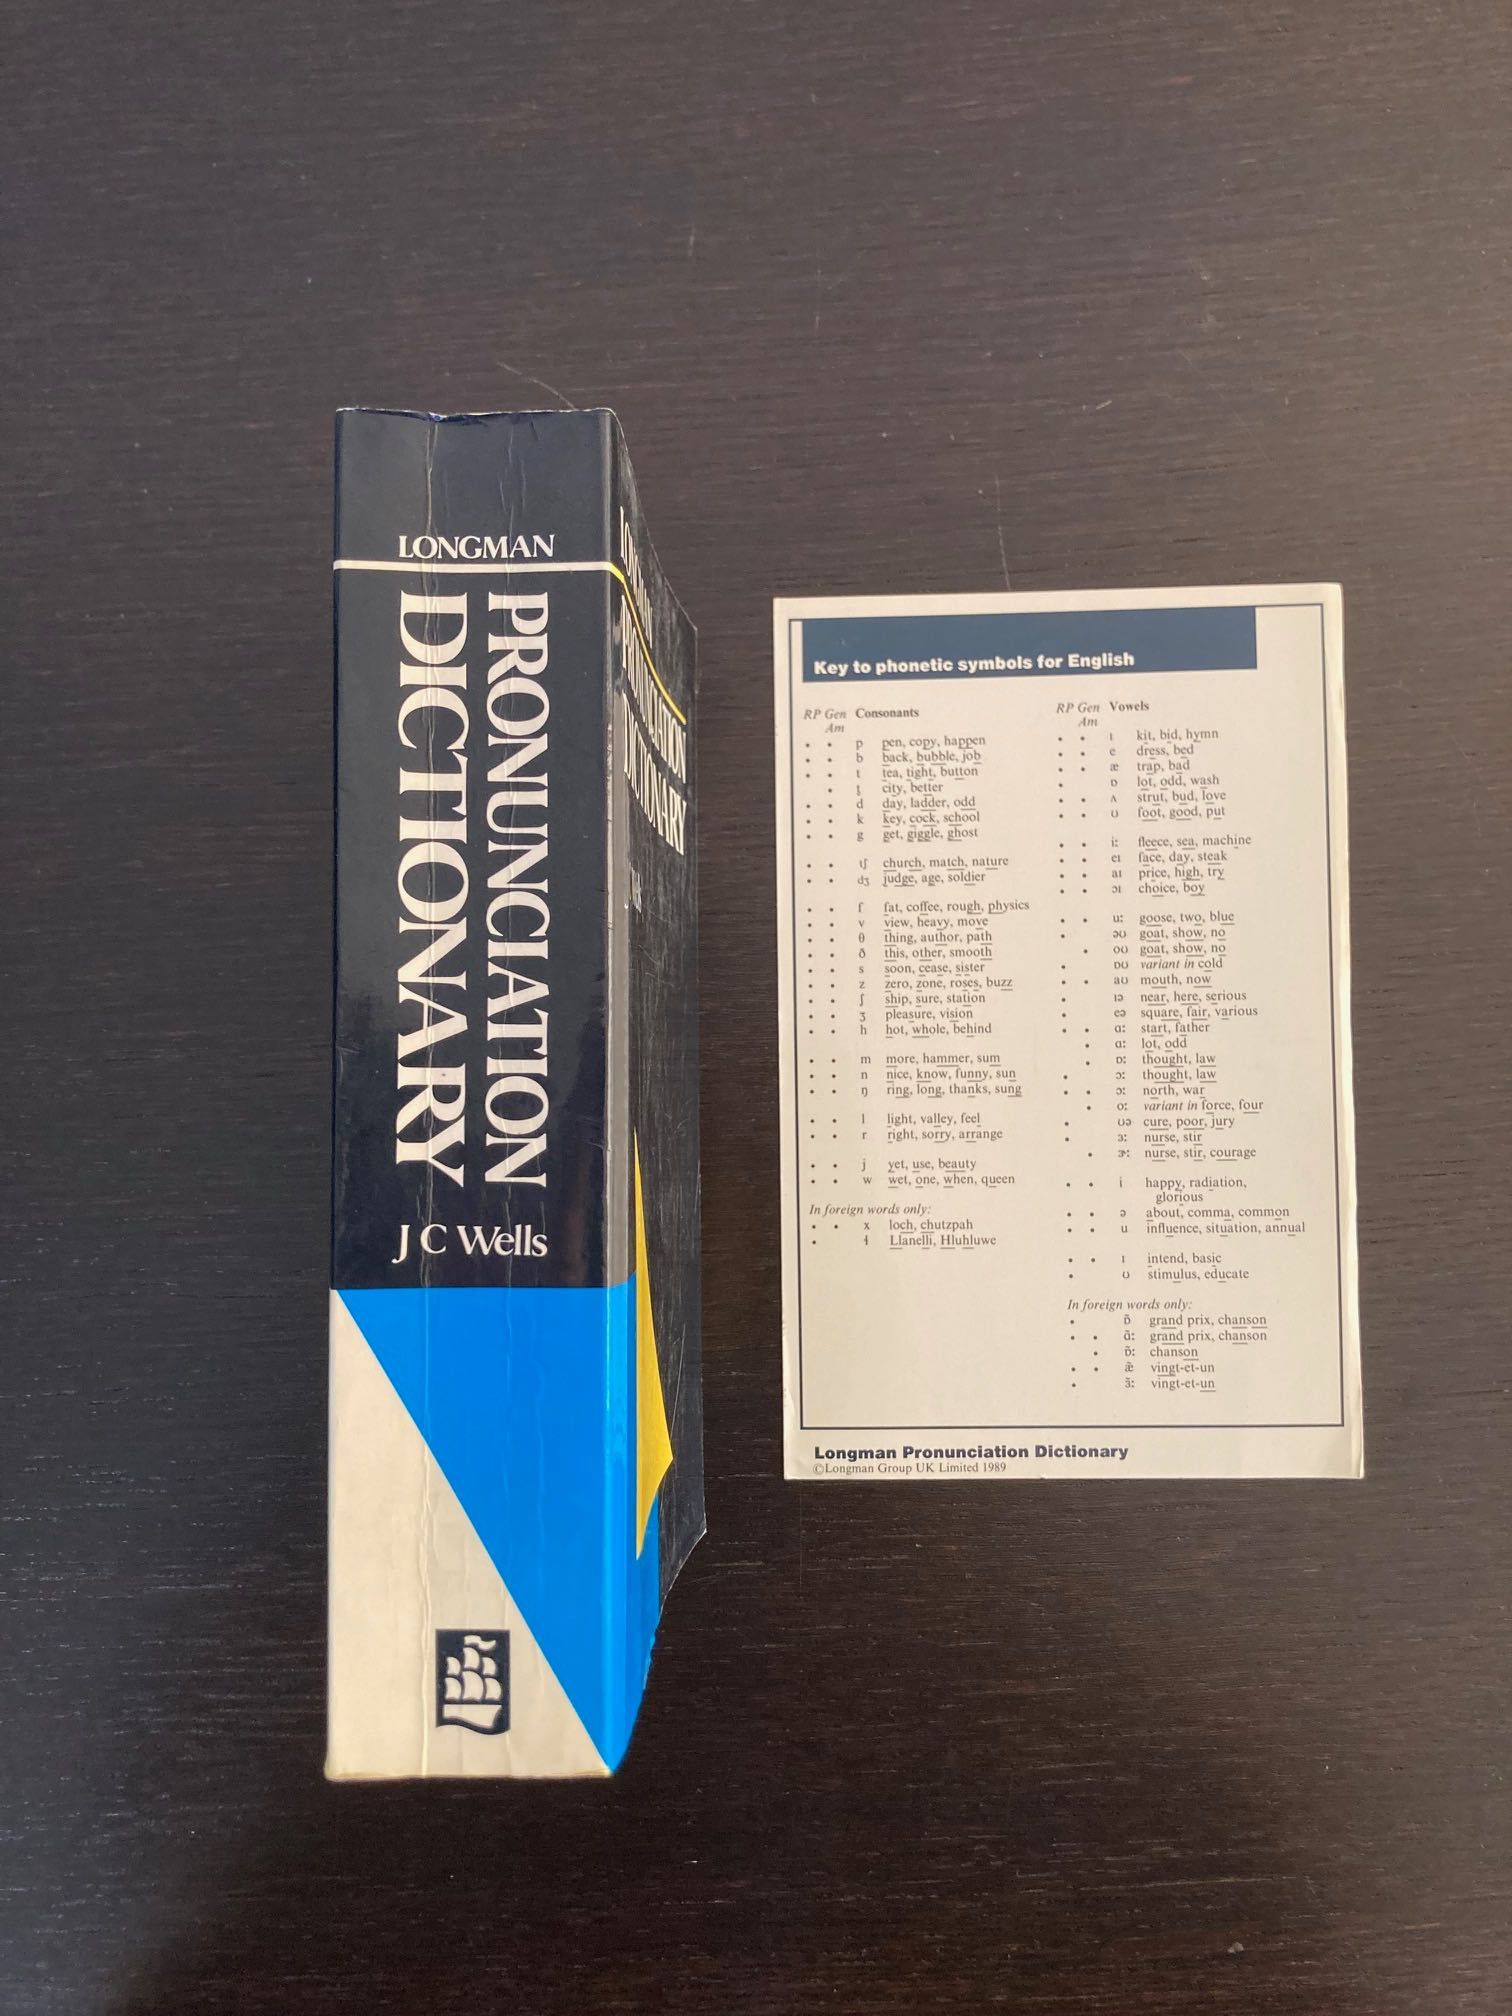 LONGMAN
PRONUNCIATION
DICTIONARY
J C Wells
LONGMAN
PRONUNCIATION
DICTIONARY
Key to phonetic symbols for English
RP Gen Am Consonants
• • p pen, copy, happen
• • b back, bubble, job
• • t tea, tight, button
• t̬ city, better
• • d day, ladder, odd
• • k key, cock, school
• • g get, giggle, ghost
• • tʃ church, match, nature
• • dʒ judge, age, soldier
• • f fat, coffee, rough, physics
• • v view, heavy, move
• • θ thing, author, path
• • ð this, other, smooth
• • s soon, cease, sister
• • z zero, zone, roses, buzz
• • ʃ ship, sure, station
• • ʒ pleasure, vision
• • h hot, whole, behind
• • m more, hammer, sum
• • n nice, know, funny, sun
• • ŋ ring, long, thanks, sung
• • l light, valley, feel
• • r right, sorry, arrange
• • j yet, use, beauty
• • w wet, one, when, queen
In foreign words only:
• • x loch, chutzpah
• ɬ Llanelli, Hluhluwe
RP Gen Am Vowels
• • ɪ kit, bid, hymn
• • e dress, bed
• • æ trap, bad
• ɒ lot, odd, wash
• • ʌ strut, bud, love
• • ʊ foot, good, put
• • iː fleece, sea, machine
• • eɪ face, day, steak
• • aɪ price, high, try
• • ɔɪ choice, boy
• • uː goose, two, blue
• əʊ goat, show, no
• oʊ goat, show, no
• ɒʊ variant in cold
• • aʊ mouth, now
• ɪə near, here, serious
• eə square, fair, various
• • ɑː start, father
• ɑː lot, odd
• ɒː thought, law
• ɔː thought, law
• • ɔː north, war
• oː variant in force, four
• ʊə cure, poor, jury
• ɜː nurse, stir
• ɝː nurse, stir, courage
• • i happy, radiation,
glorious
• • ə about, comma, common
• • u influence, situation, annual
• • ɪ intend, basic
• ʊ stimulus, educate
In foreign words only:
• ɒ̃ grand prix, chanson
• • ɑ̃ː grand prix, chanson
• ɒ̃ː chanson
• • æ̃ vingt-et-un
• ɜ̃ː vingt-et-un
Longman Pronunciation Dictionary
©Longman Group UK Limited 1989